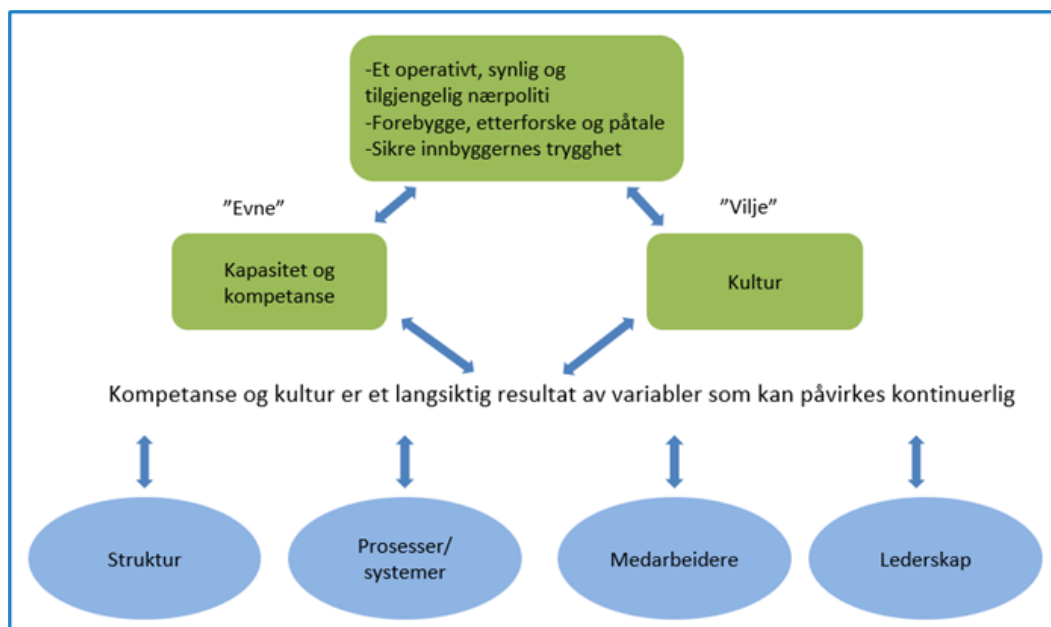 -Et operativt, synlig og
tilgjengelig nærpoliti
-Forebygge, etterforske og påtale
-Sikre innbyggernes trygghet
”Evne”
”Vilje”
Kapasitet og
kompetanse
Kultur
Kompetanse og kultur er et langsiktig resultat av variabler som kan påvirkes kontinuerlig
Struktur
Prosesser/
systemer
Medarbeidere
Lederskap